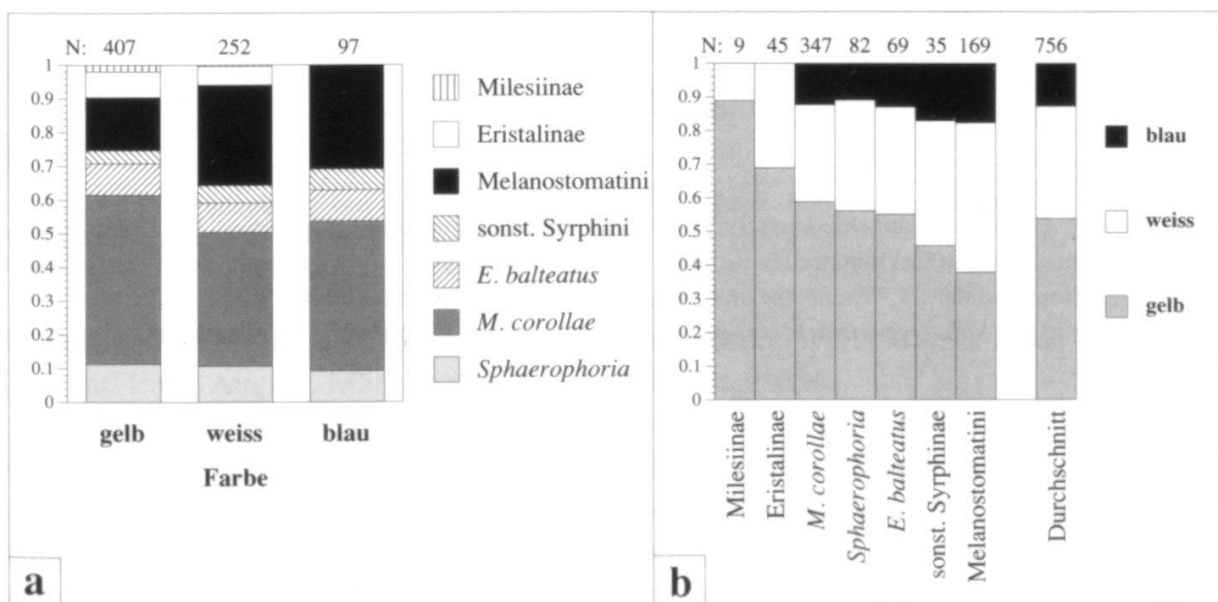 N: 407 252 97
1
0.9
0.8
0.7
0.6
0.5
0.4
0.3
0.2
0.1
0
gelb weiss blau
Farbe
Milesiinae
Eristalinae
Melanostomatini
sonst. Syrphini
E. balteatus
M. corollae
Sphaerophoria
a
N: 9 45 347 82 69 35 169 756
1
0.9
0.8
0.7
0.6
0.5
0.4
0.3
0.2
0.1
0
Milesiinae
Eristalinae
M. corollae
Sphaerophoria
E. balteatus
sonst. Syrphinae
Melanostomatini
Durchschnitt
blau
weiss
gelb
b